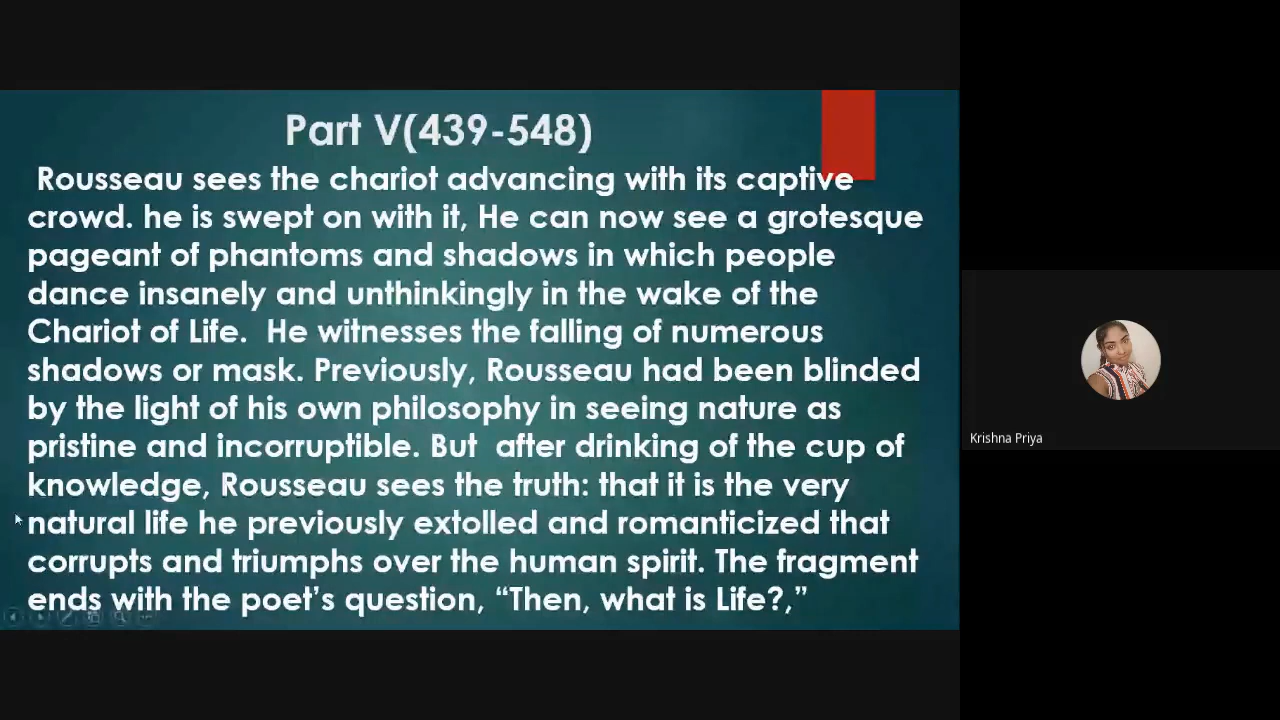 Part V(439-548)
Rousseau sees the chariot advancing with its captive
crowd. he is swept on with it, He can now see a grotesque
pageant of phantoms and shadows in which people
dance insanely and unthinkingly in the wake of the
Chariot of Life.  He witnesses the falling of numerous
shadows or mask. Previously, Rousseau had been blinded
by the light of his own philosophy in seeing nature as
pristine and incorruptible. But  after drinking of the cup of
knowledge, Rousseau sees the truth: that it is the very
natural life he previously extolled and romanticized that
corrupts and triumphs over the human spirit. The fragment
ends with the poet’s question, “Then, what is Life?,”
Krishna Priya